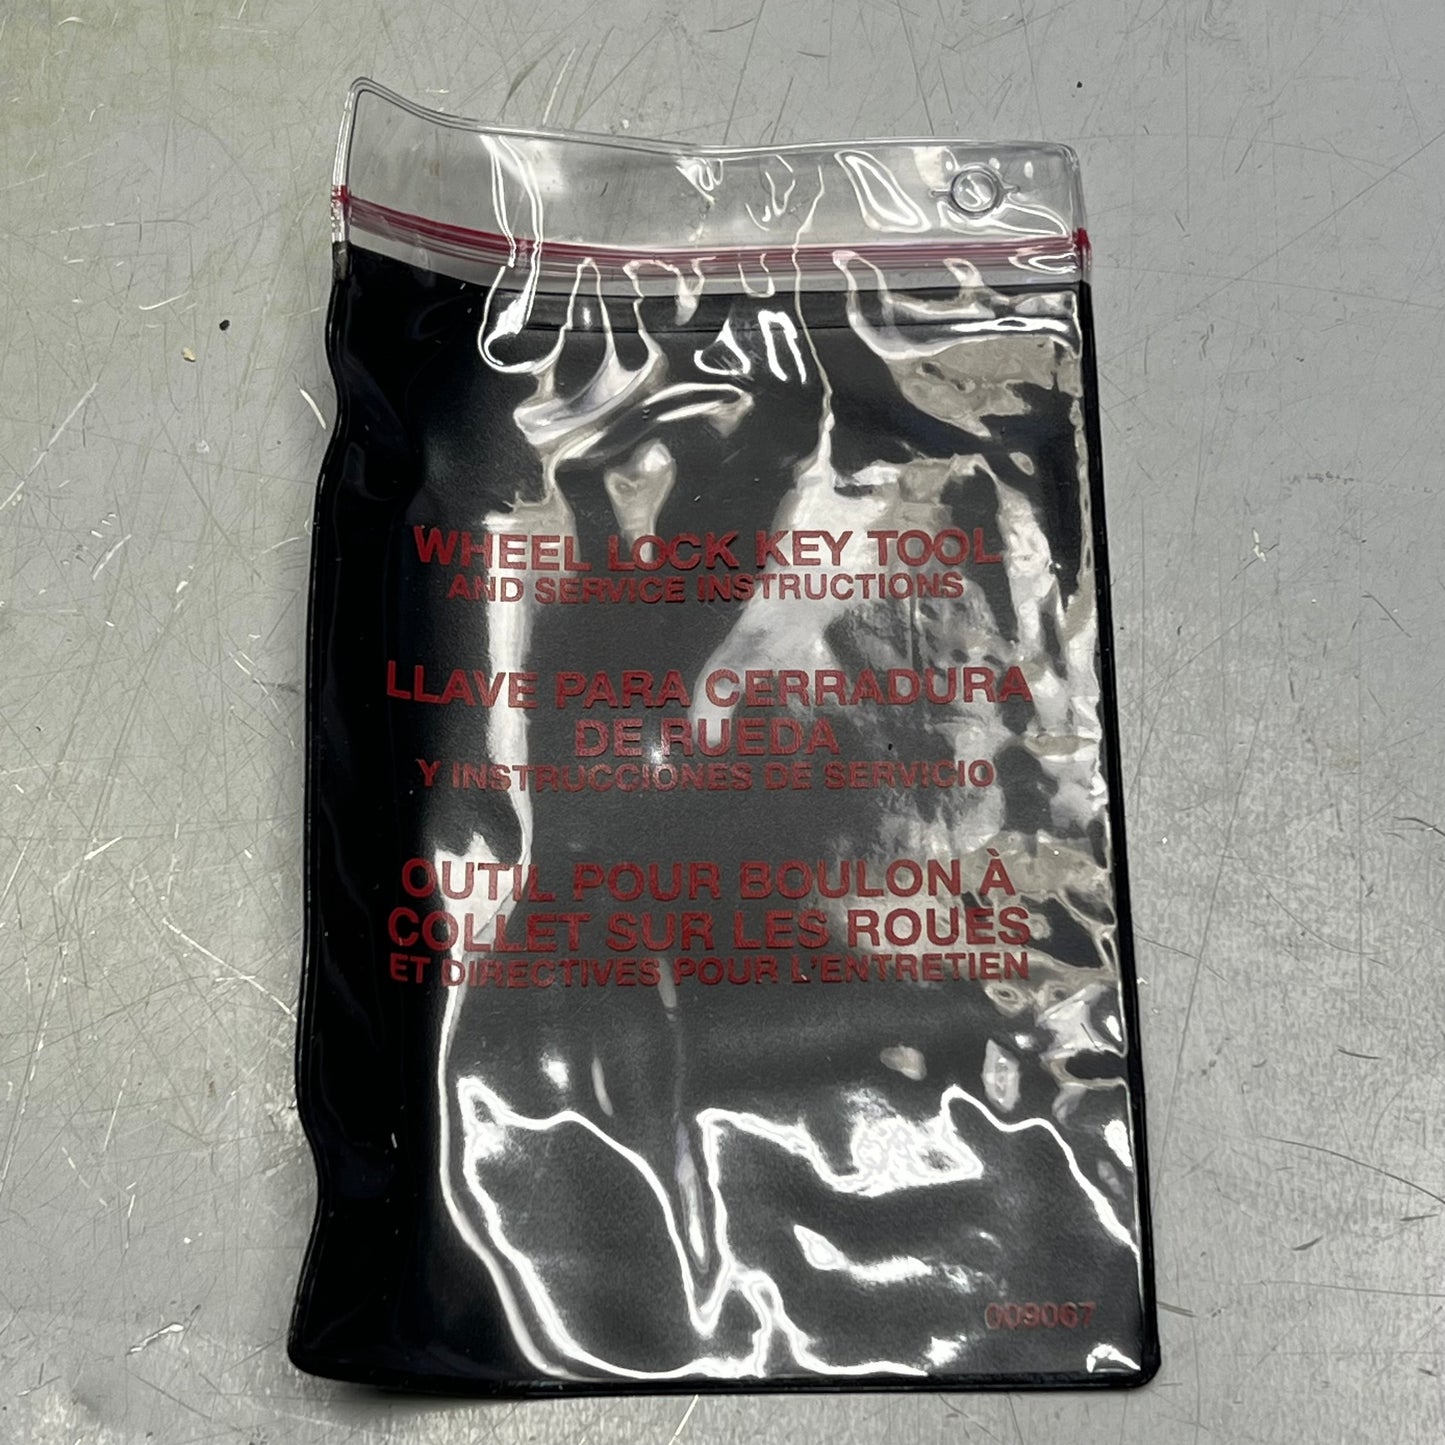 WHEEL LOCK KEY TOOL
AND SERVICE INSTRUCTIONS
LLAVE PARA CERRADURA
DE RUEDA
Y INSTRUCCIONES DE SERVICIO
OUTIL POUR BOULON À
COLLET SUR LES ROUES
ET DIRECTIVES POUR L'ENTRETIEN
009067